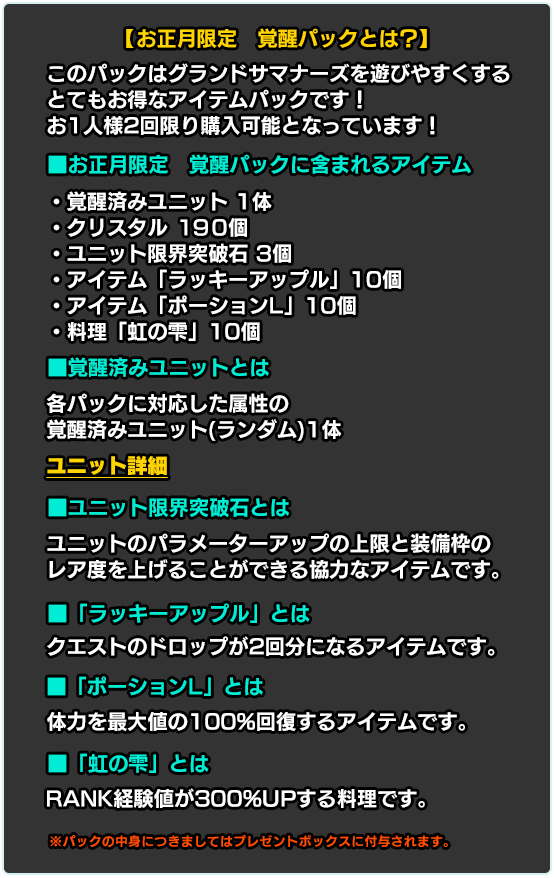 【お正月限定　覚醒パックとは?】
このパックはグランドサマナーズを遊びやすくする
とてもお得なアイテムパックです！
お1人様2回限り購入可能となっています！
■お正月限定　覚醒パックに含まれるアイテム
・覚醒済みユニット 1体
・クリスタル 190個
・ユニット限界突破石 3個
・アイテム「ラッキーアップル」10個
・アイテム「ポーションL」10個
・料理「虹の雫」10個
■覚醒済みユニットとは
各パックに対応した属性の
覚醒済みユニット(ランダム)1体
ユニット詳細
■ユニット限界突破石とは
ユニットのパラメーターアップの上限と装備枠の
レア度を上げることができる協力なアイテムです。
■「ラッキーアップル」とは
クエストのドロップが2回分になるアイテムです。
■「ポーションL」とは
体力を最大値の100%回復するアイテムです。
■「虹の雫」とは
RANK経験値が300%UPする料理です。
※パックの中身につきましてはプレゼントボックスに付与されます。